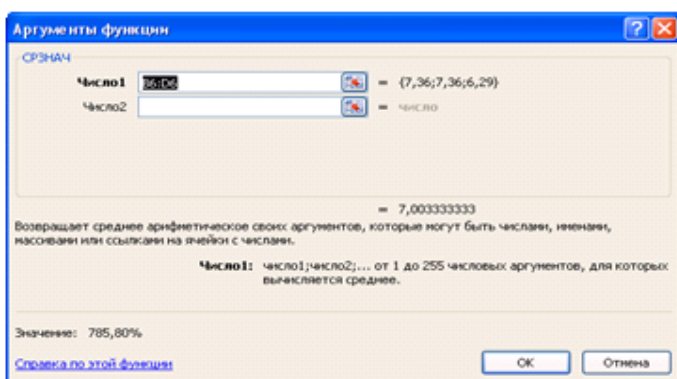 Аргументы функции
СРЗНАЧ
Число1 B6:D6 = {7,36;7,36;6,29}
Число2 = число
= 7,003333333
Возвращает среднее арифметическое своих аргументов, которые могут быть числами, именами,
массивами или ссылками на ячейки с числами.
Число1: число1;число2;... от 1 до 255 числовых аргументов, для которых
вычисляется среднее.
Значение: 785,80%
Справка по этой функции
ОК
Отмена